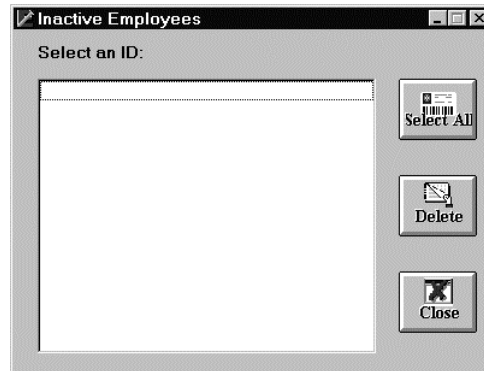 Inactive Employees
Select an ID:
Select All
Delete
Close